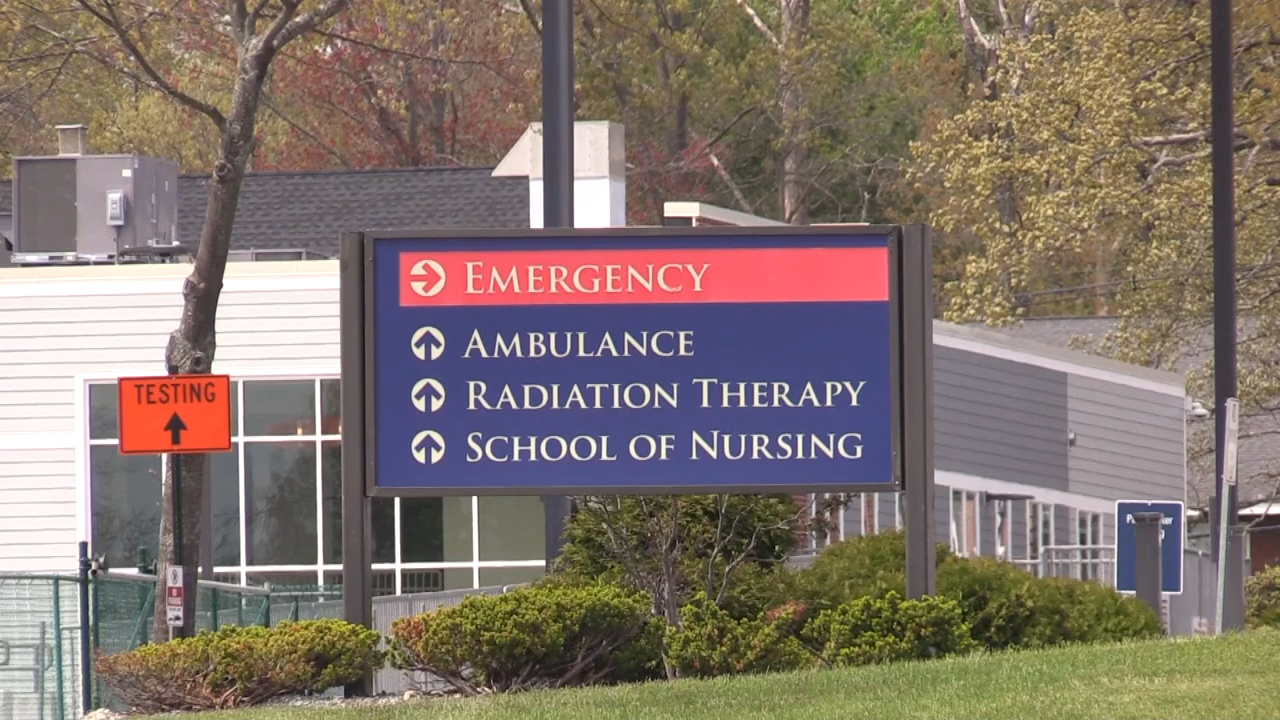 EMERGENCY
AMBULANCE
RADIATION THERAPY
SCHOOL OF NURSING
TESTING